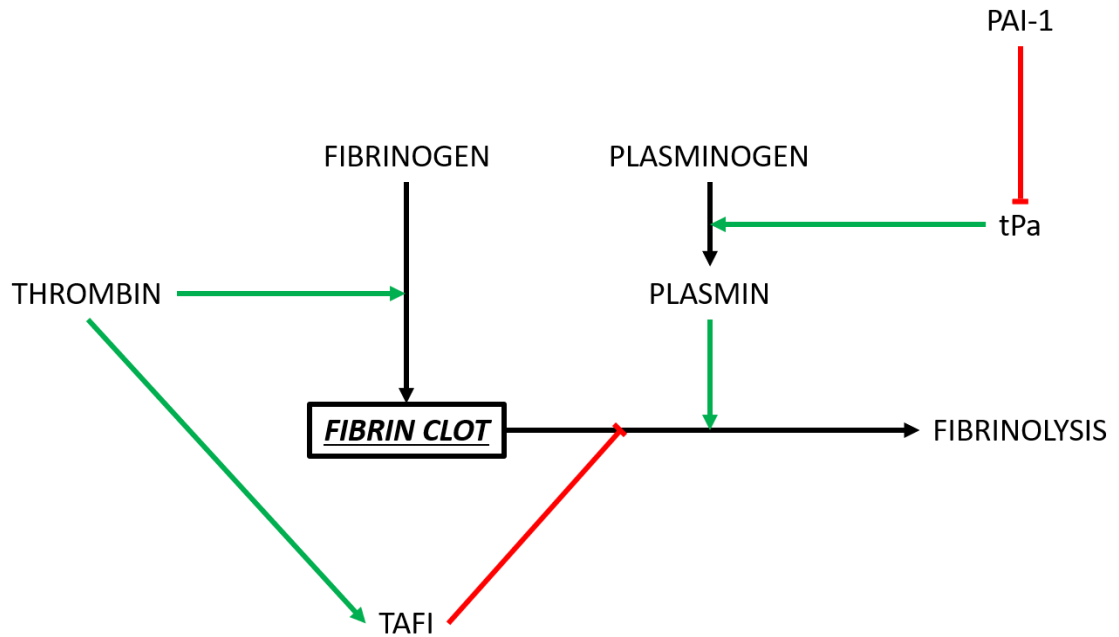 PAI-1
FIBRINOGEN
PLASMINOGEN
tPa
THROMBIN
PLASMIN
FIBRIN CLOT
FIBRINOLYSIS
TAFI